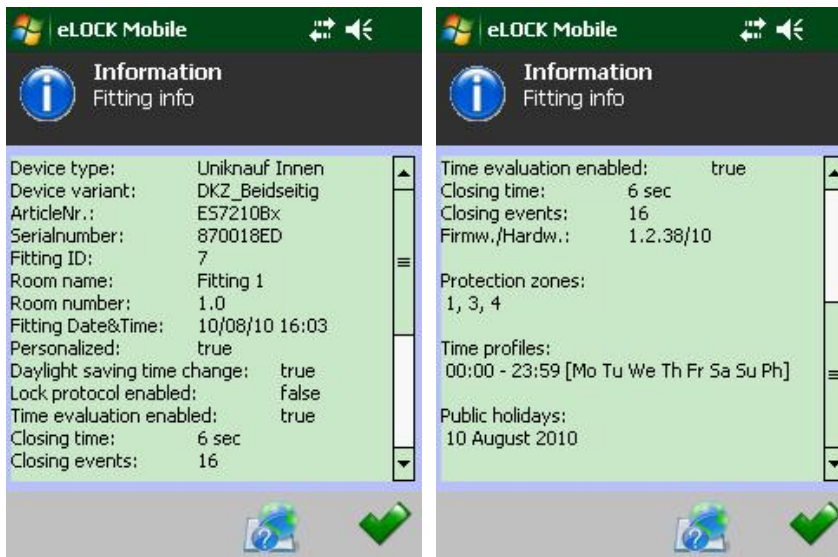 eLOCK Mobile
Information
Fitting info
Device type: Uniknauf Innen
Device variant: DKZ_Beidseitig
ArticleNr.: ES7210Bx
Serialnumber: 870018ED
Fitting ID: 7
Room name: Fitting 1
Room number: 1.0
Fitting Date&Time: 10/08/10 16:03
Personalized: true
Daylight saving time change: true
Lock protocol enabled: false
Time evaluation enabled: true
Closing time: 6 sec
Closing events: 16
eLOCK Mobile
Information
Fitting info
Time evaluation enabled: true
Closing time: 6 sec
Closing events: 16
Firmw./Hardw.: 1.2.38/10
Protection zones:
1, 3, 4
Time profiles:
00:00 - 23:59 [Mo Tu We Th Fr Sa Su Ph]
Public holidays:
10 August 2010